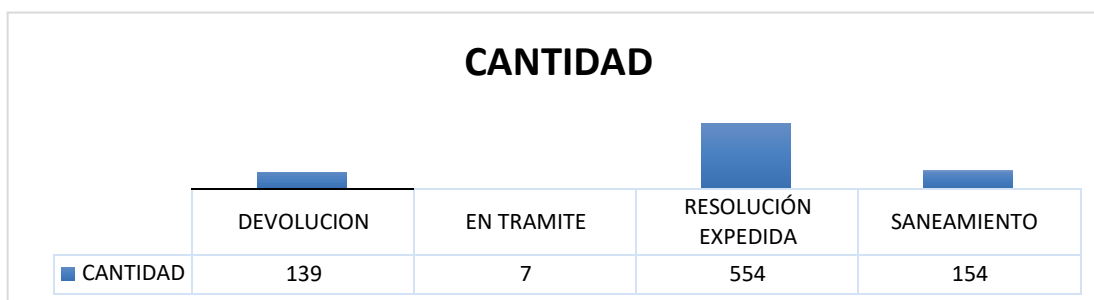 CANTIDAD
DEVOLUCION EN TRAMITE RESOLUCIÓN EXPEDIDA SANEAMIENTO
CANTIDAD 139 7 554 154